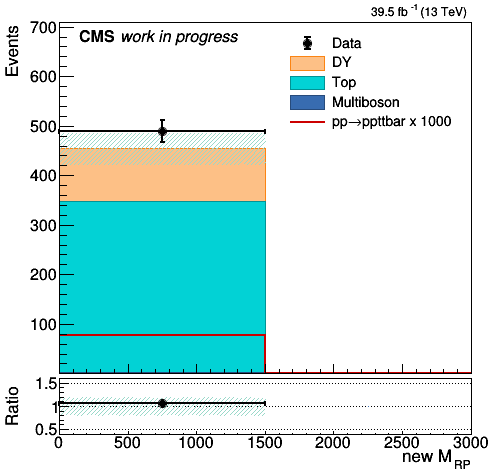 39.5 fb⁻¹ (13 TeV)
CMS work in progress
Data
DY
Top
Multiboson
pp→ppttbar x 1000
Events
700
600
500
400
300
200
100
Ratio
1.5
1
0.5
0 500 1000 1500 2000 2500 3000
new M_RP